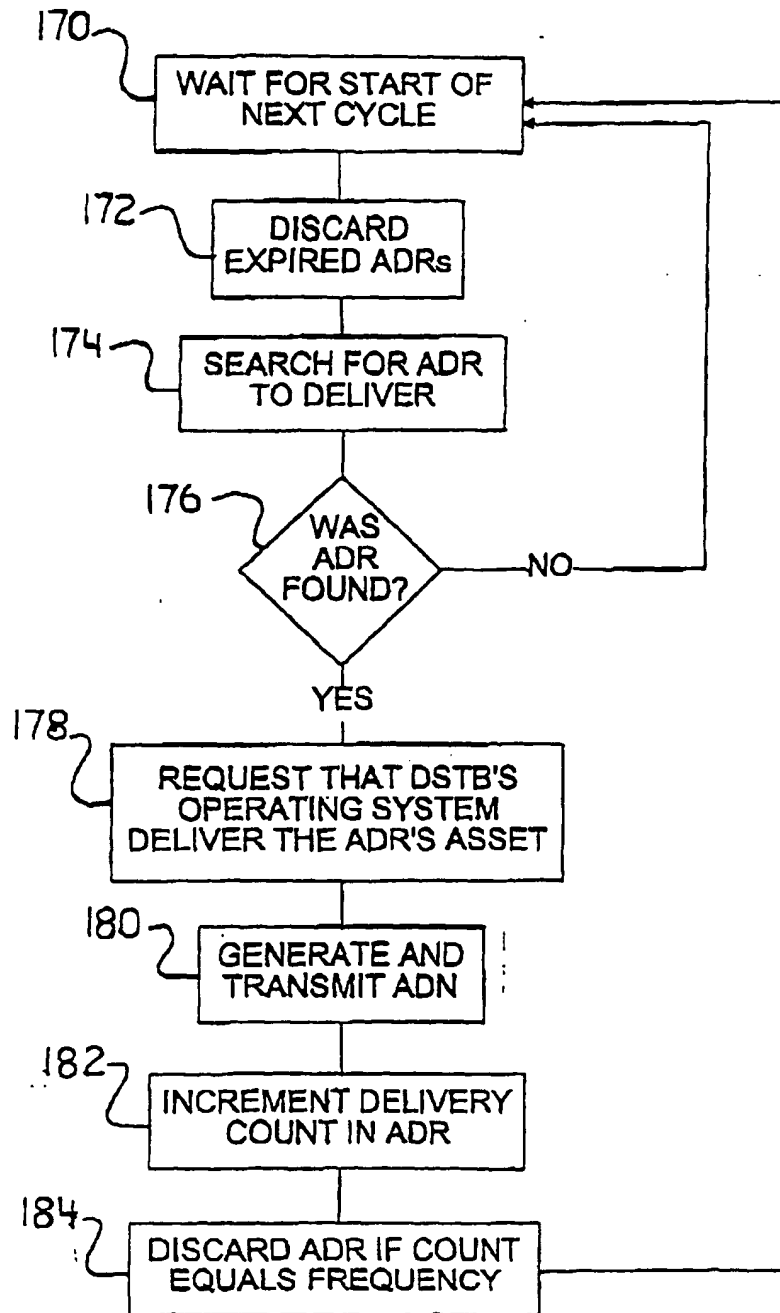 170
WAIT FOR START OF
NEXT CYCLE
172
DISCARD
EXPIRED ADRs
174
SEARCH FOR ADR
TO DELIVER
176
WAS
ADR
FOUND?
NO
YES
178
REQUEST THAT DSTB'S
OPERATING SYSTEM
DELIVER THE ADR'S ASSET
180
GENERATE AND
TRANSMIT ADN
182
INCREMENT DELIVERY
COUNT IN ADR
184
DISCARD ADR IF COUNT
EQUALS FREQUENCY